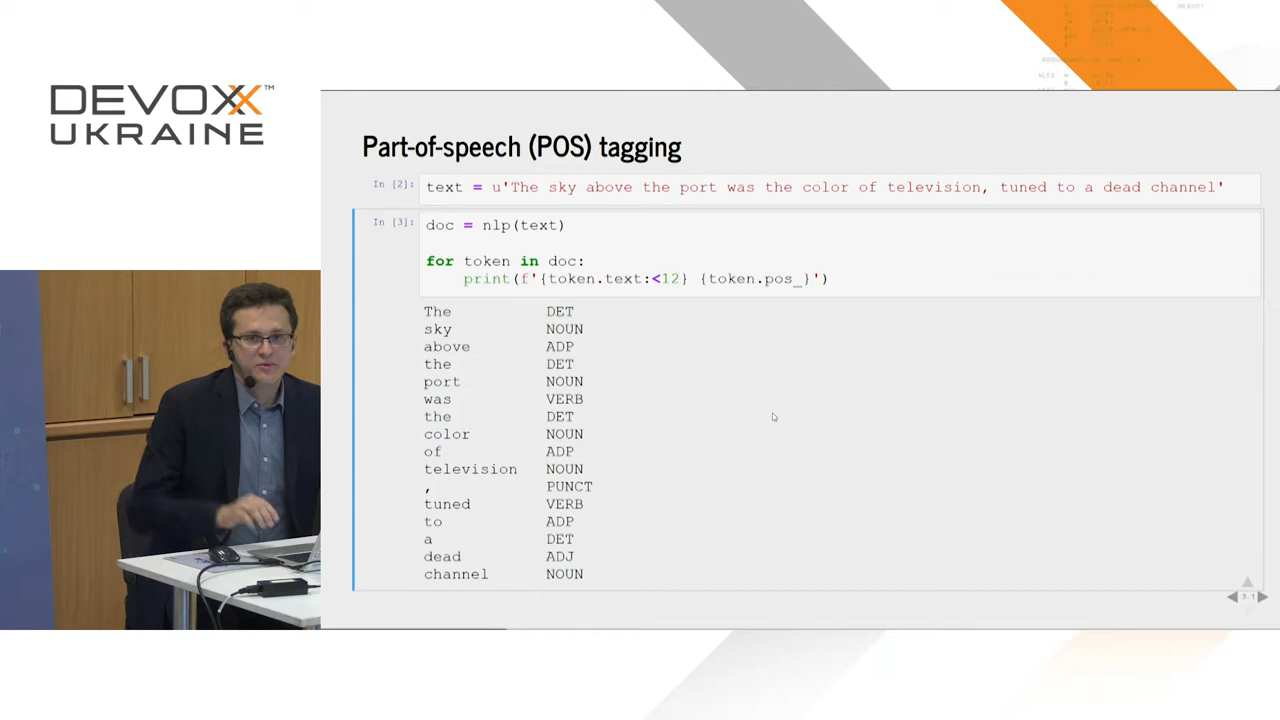 DEVOXX™
UKRAINE
Part-of-speech (POS) tagging
In [2]: text = u'The sky above the port was the color of television, tuned to a dead channel'
In [3]: doc = nlp(text)
for token in doc:
print(f'{token.text:<12} {token.pos_}')
The DET
sky NOUN
above ADP
the DET
port NOUN
was VERB
the DET
color NOUN
of ADP
television NOUN
, PUNCT
tuned VERB
to ADP
a DET
dead ADJ
channel NOUN
3.1